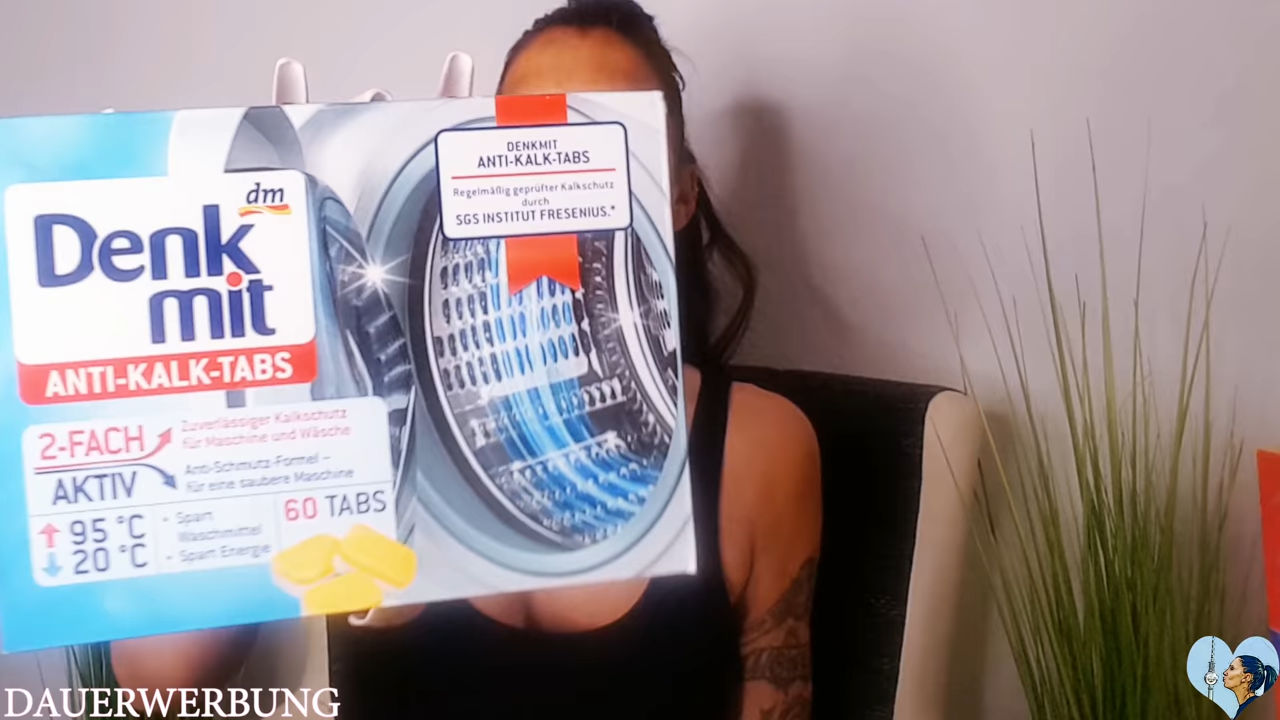 DENKMIT
ANTI-KALK-TABS
Regelmäßig geprüfter Kalkschutz
durch
SGS INSTITUT FRESENIUS.*
dm
Denk
mit
ANTI-KALK-TABS
2-FACH
AKTIV
Zuverlässiger Kalkschutz
für Maschine und Wäsche
Anti-Schmutz-Formel –
für eine saubere Maschine
95 °C
20 °C
• Spart
Waschmittel
• Spart Energie
60 TABS
DAUERWERBUNG